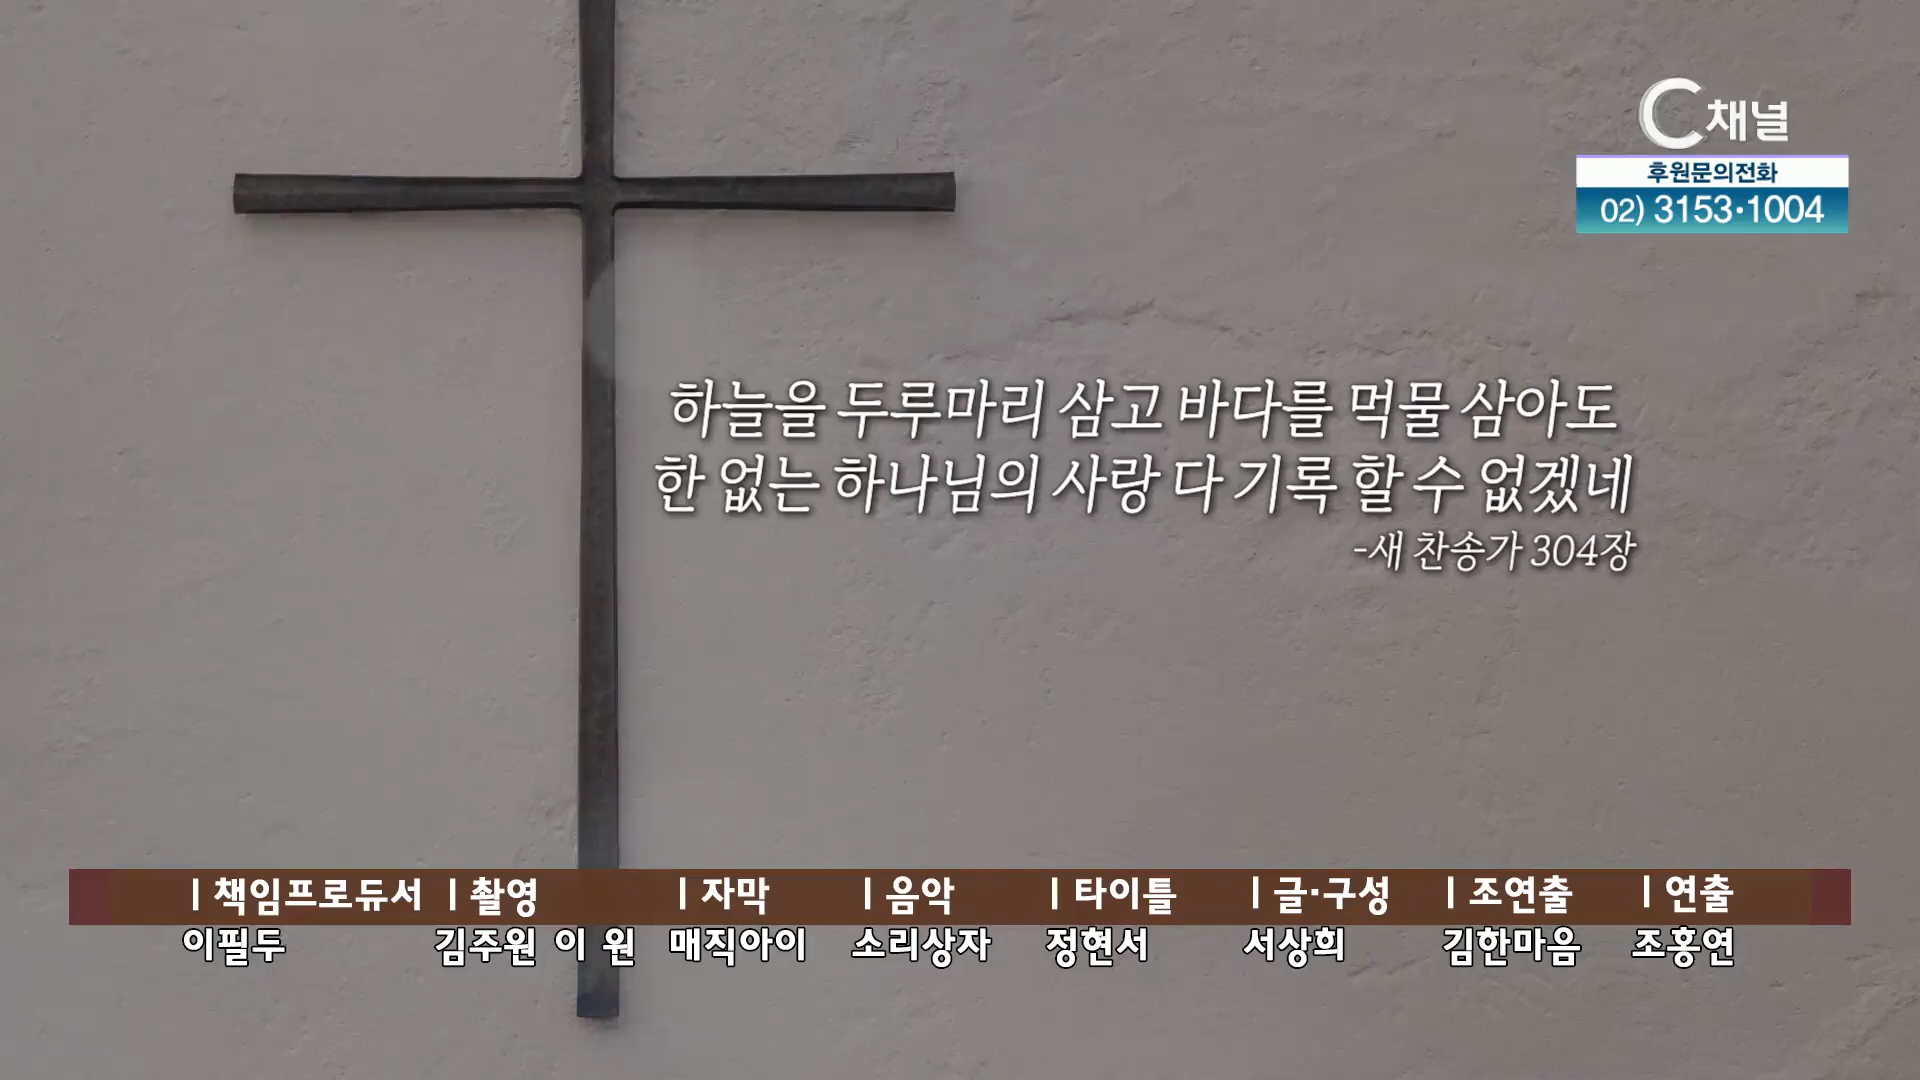 C채널
후원문의전화
02) 3153·1004
하늘을 두루마리 삼고 바다를 먹물 삼아도
한 없는 하나님의 사랑 다 기록 할 수 없겠네
-새 찬송가 304장
| 책임프로듀서 | 촬영 | 자막 | 음악 | 타이틀 | 글·구성 | 조연출 | 연출
이필두 김주원 이 원 매직아이 소리상자 정현서 서상희 김한마음 조홍연